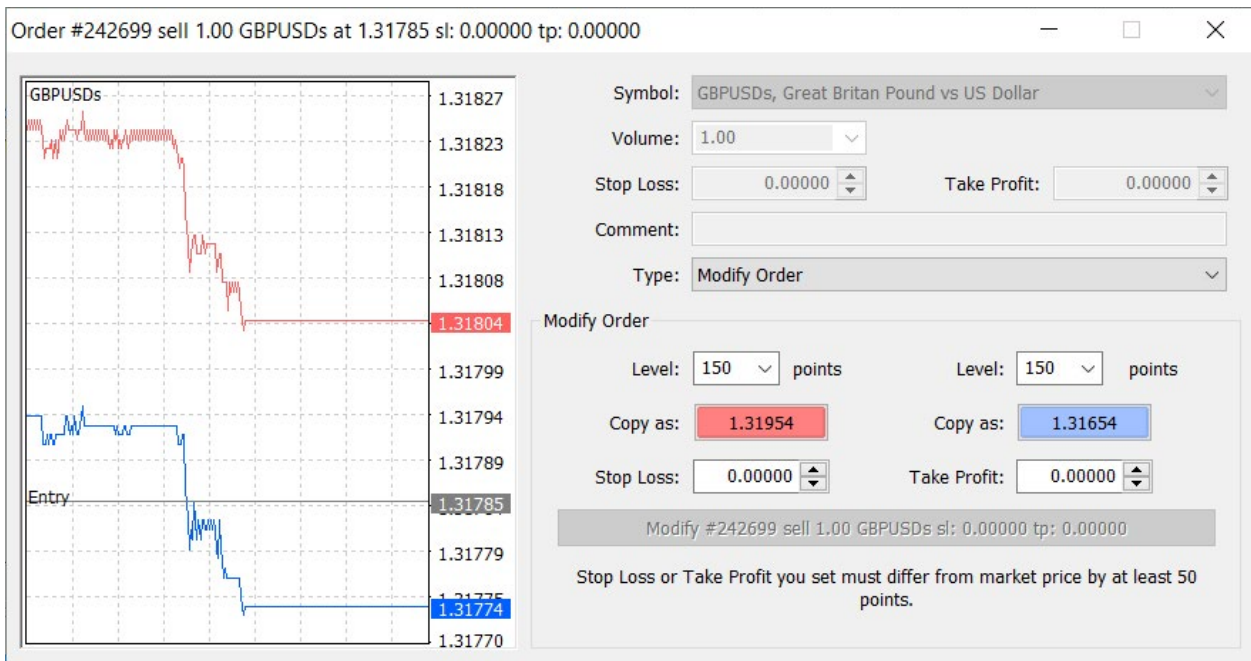 Order #242699 sell 1.00 GBPUSDs at 1.31785 sl: 0.00000 tp: 0.00000
GBPUSDs
1.31827
1.31823
1.31818
1.31813
1.31808
1.31804
1.31799
1.31794
1.31789
Entry
1.31785
1.31779
1.31775
1.31774
1.31770
Symbol: GBPUSDs, Great Britan Pound vs US Dollar
Volume: 1.00
Stop Loss: 0.00000 Take Profit: 0.00000
Comment:
Type: Modify Order
Modify Order
Level: 150 points Level: 150 points
Copy as: 1.31954 Copy as: 1.31654
Stop Loss: 0.00000 Take Profit: 0.00000
Modify #242699 sell 1.00 GBPUSDs sl: 0.00000 tp: 0.00000
Stop Loss or Take Profit you set must differ from market price by at least 50
points.